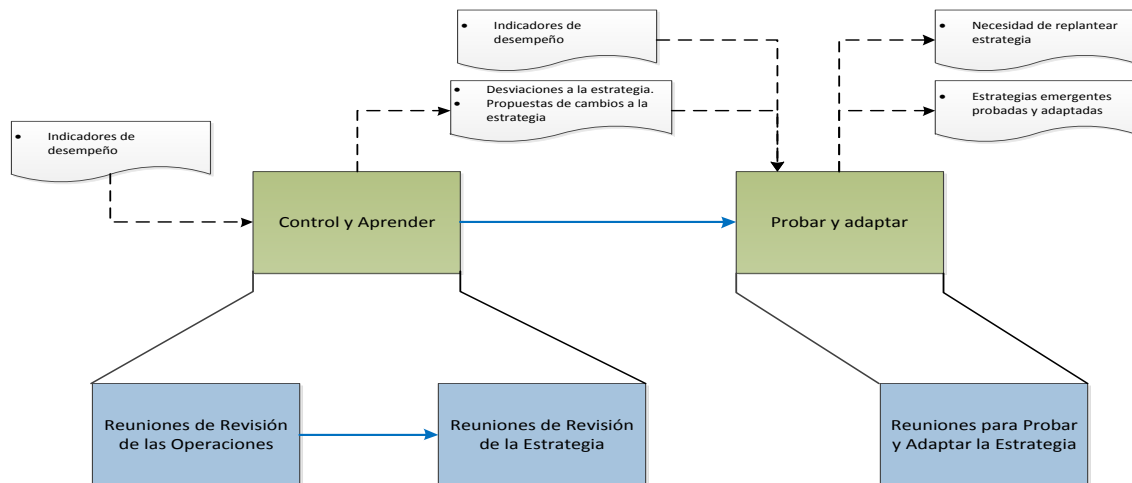 • Indicadores de
desempeño
• Necesidad de replantear
estrategia
• Desviaciones a la estrategia.
• Propuestas de cambios a la
estrategia
• Estrategias emergentes
probadas y adaptadas
• Indicadores de
desempeño
Control y Aprender
Probar y adaptar
Reuniones de Revisión
de las Operaciones
Reuniones de Revisión
de la Estrategia
Reuniones para Probar
y Adaptar la Estrategia